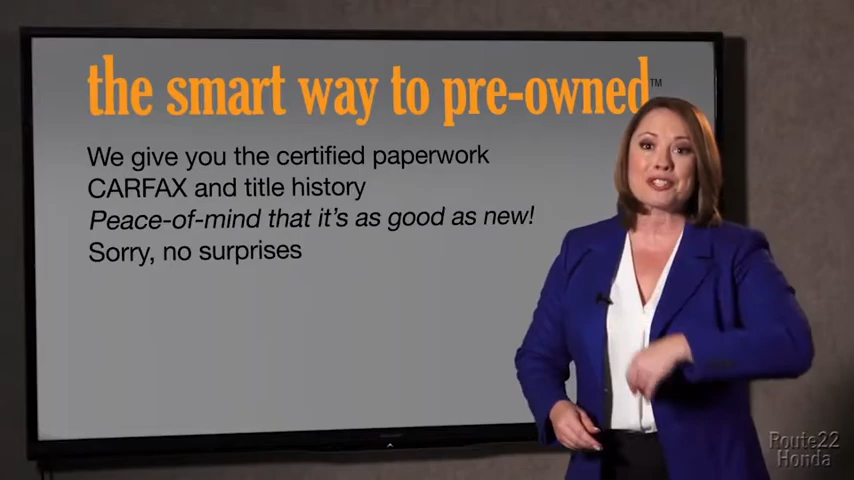 the smart way to pre-owned™
We give you the certified paperwork
CARFAX and title history
Peace-of-mind that it's as good as new!
Sorry, no surprises
Route22
Honda